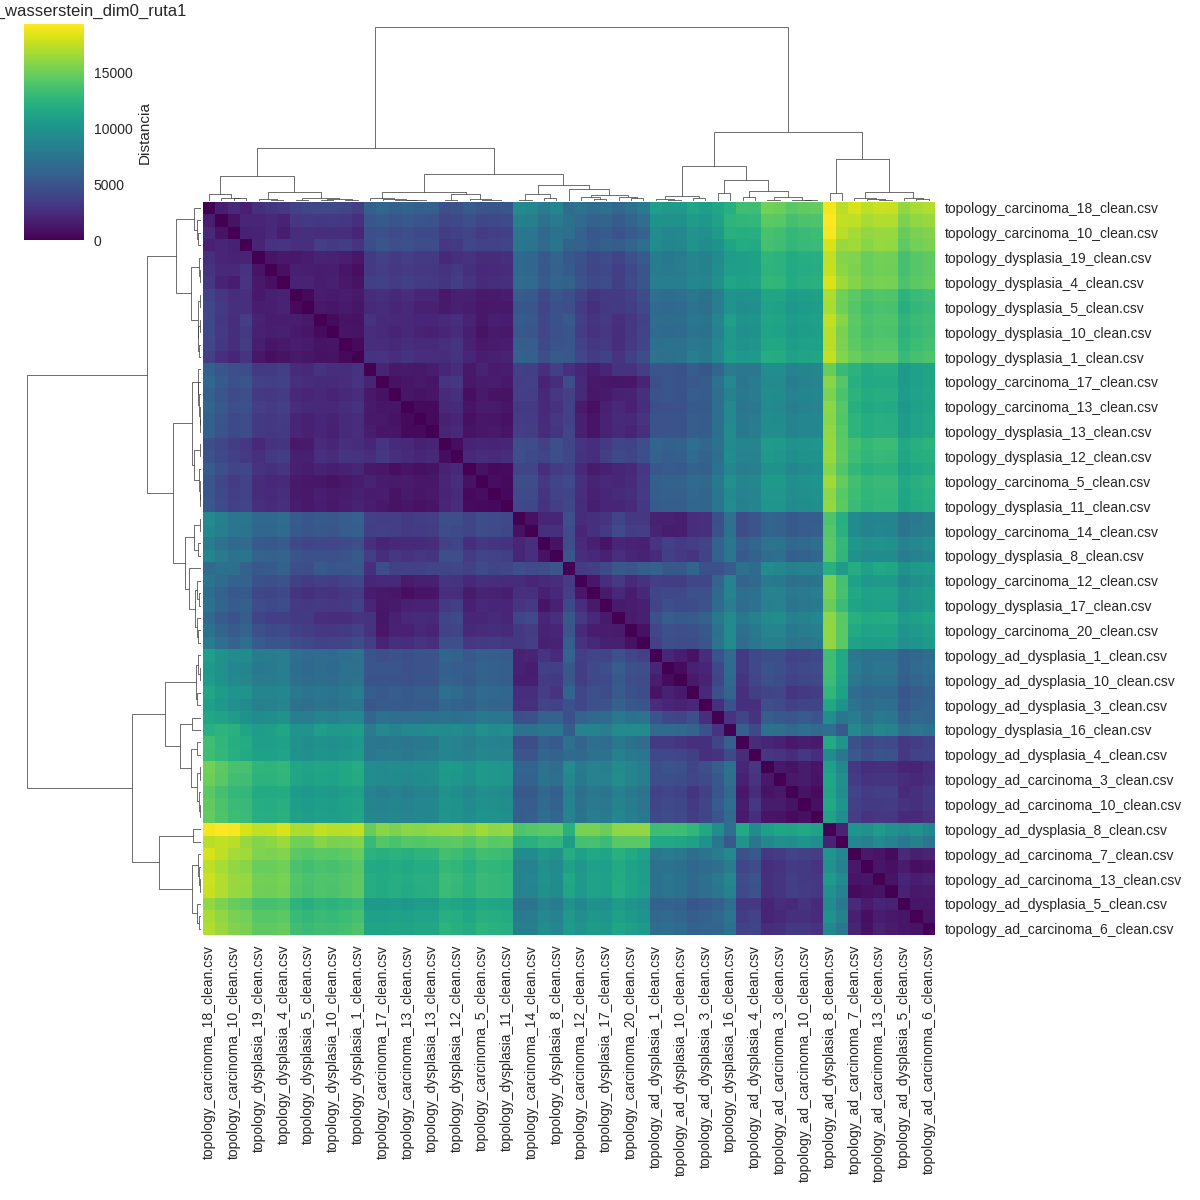 _wasserstein_dim0_ruta1
15000
10000
5000
0
Distancia
topology_carcinoma_18_clean.csv
topology_carcinoma_10_clean.csv
topology_dysplasia_19_clean.csv
topology_dysplasia_4_clean.csv
topology_dysplasia_5_clean.csv
topology_dysplasia_10_clean.csv
topology_dysplasia_1_clean.csv
topology_carcinoma_17_clean.csv
topology_carcinoma_13_clean.csv
topology_dysplasia_13_clean.csv
topology_dysplasia_12_clean.csv
topology_carcinoma_5_clean.csv
topology_dysplasia_11_clean.csv
topology_carcinoma_14_clean.csv
topology_dysplasia_8_clean.csv
topology_carcinoma_12_clean.csv
topology_dysplasia_17_clean.csv
topology_carcinoma_20_clean.csv
topology_ad_dysplasia_1_clean.csv
topology_ad_dysplasia_10_clean.csv
topology_ad_dysplasia_3_clean.csv
topology_dysplasia_16_clean.csv
topology_ad_dysplasia_4_clean.csv
topology_ad_carcinoma_3_clean.csv
topology_ad_carcinoma_10_clean.csv
topology_ad_dysplasia_8_clean.csv
topology_ad_carcinoma_7_clean.csv
topology_ad_carcinoma_13_clean.csv
topology_ad_dysplasia_5_clean.csv
topology_ad_carcinoma_6_clean.csv
topology_carcinoma_18_clean.csv
topology_carcinoma_10_clean.csv
topology_dysplasia_19_clean.csv
topology_dysplasia_4_clean.csv
topology_dysplasia_5_clean.csv
topology_dysplasia_10_clean.csv
topology_dysplasia_1_clean.csv
topology_carcinoma_17_clean.csv
topology_carcinoma_13_clean.csv
topology_dysplasia_13_clean.csv
topology_dysplasia_12_clean.csv
topology_carcinoma_5_clean.csv
topology_dysplasia_11_clean.csv
topology_carcinoma_14_clean.csv
topology_dysplasia_8_clean.csv
topology_carcinoma_12_clean.csv
topology_dysplasia_17_clean.csv
topology_carcinoma_20_clean.csv
topology_ad_dysplasia_1_clean.csv
topology_ad_dysplasia_10_clean.csv
topology_ad_dysplasia_3_clean.csv
topology_dysplasia_16_clean.csv
topology_ad_dysplasia_4_clean.csv
topology_ad_carcinoma_3_clean.csv
topology_ad_carcinoma_10_clean.csv
topology_ad_dysplasia_8_clean.csv
topology_ad_carcinoma_7_clean.csv
topology_ad_carcinoma_13_clean.csv
topology_ad_dysplasia_5_clean.csv
topology_ad_carcinoma_6_clean.csv